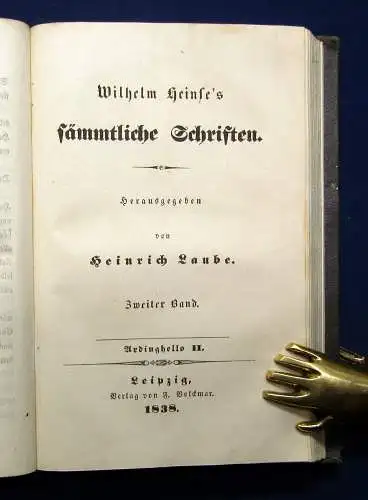 Wilhelm Heinse's
sämmtliche Schriften.
Herausgegeben
von
Heinrich Laube.
Zweiter Band.
Ardinghello II.
Leipzig,
Verlag von F. Volckmar.
1838.